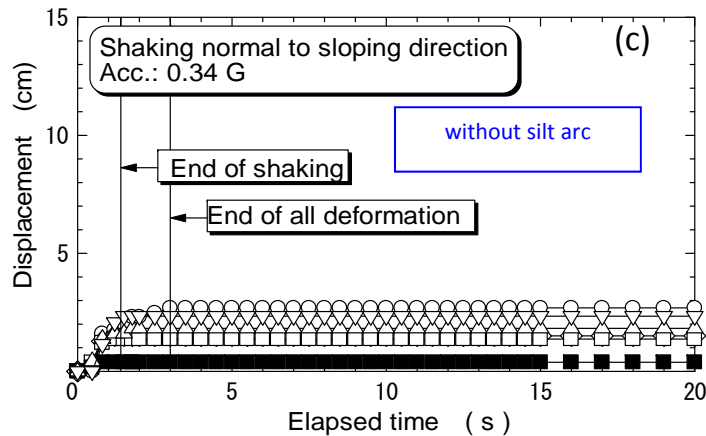 15
10
5
0
Displacement (cm)
Shaking normal to sloping direction
Acc.: 0.34 G
(c)
without silt arc
End of shaking
End of all deformation
5
10
15
20
Elapsed time ( s )